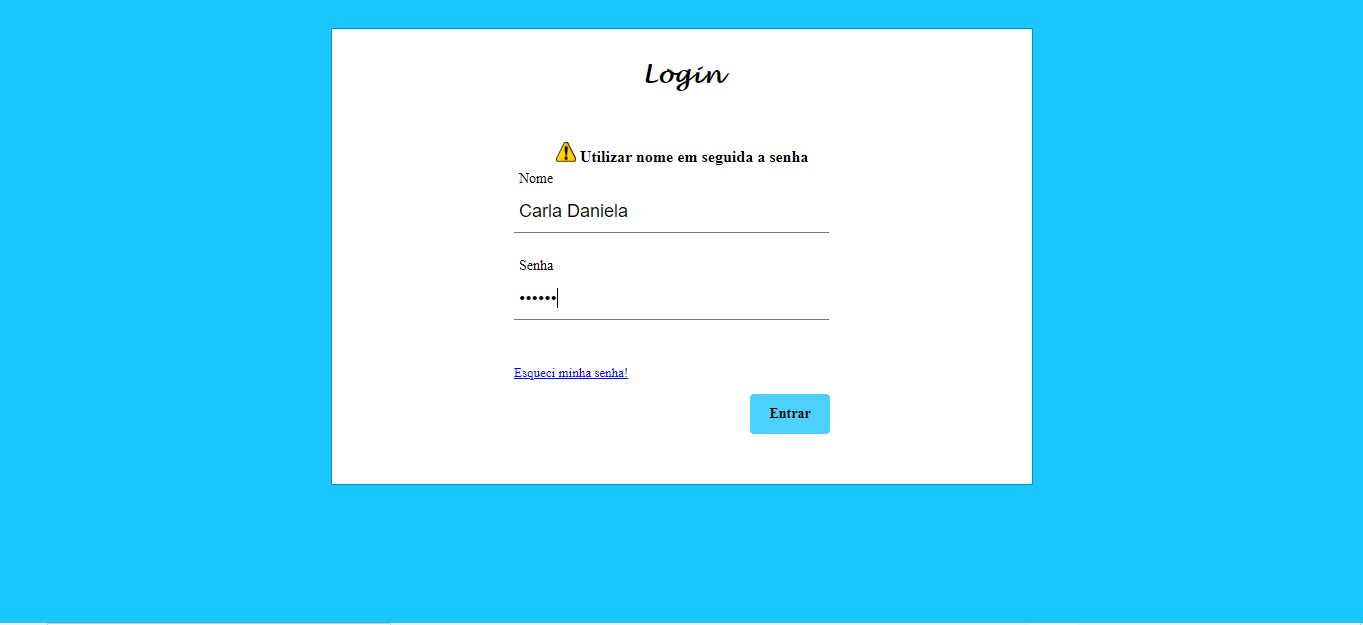 Login
Utilizar nome em seguida a senha
Nome
Carla Daniela
Senha
••••••
Esqueci minha senha!
Entrar